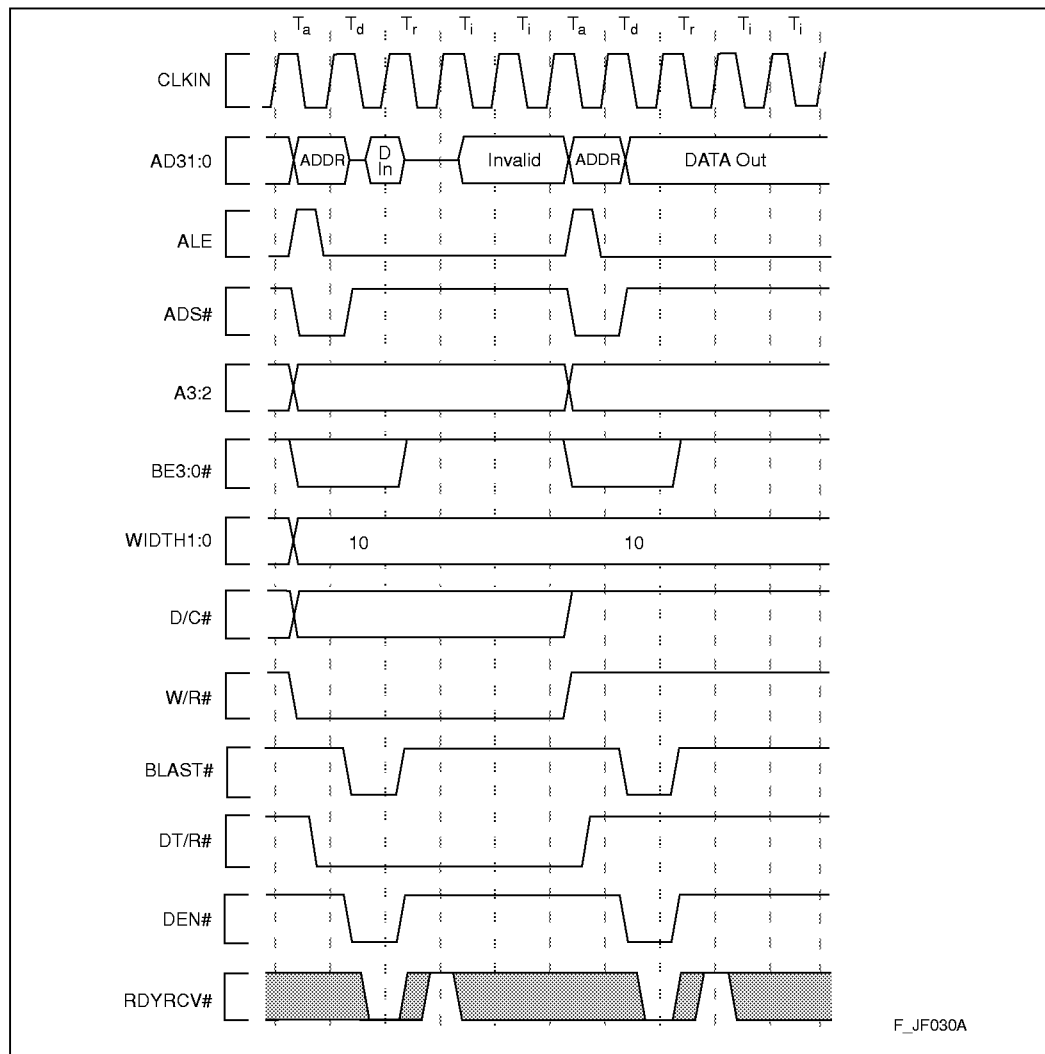 Ta Td Tr Ti Ti Ta Td Tr Ti Ti
CLKIN
AD31:0 ADDR D In Invalid ADDR DATA Out
ALE
ADS#
A3:2
BE3:0#
WIDTH1:0 10 10
D/C#
W/R#
BLAST#
DT/R#
DEN#
RDYRCV#
F_JF030A